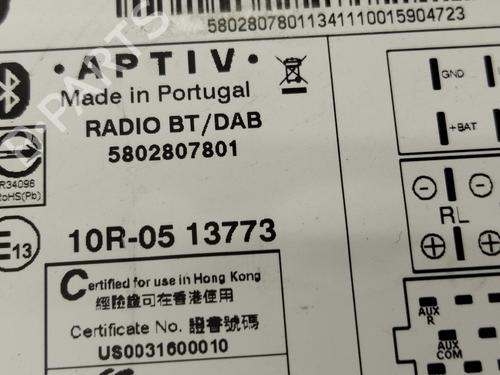 58028078011341110015904723
· APTIV ·
Made in Portugal
RADIO BT/DAB
5802807801
R34096
RoHS(Pb)
E13
10R-05 13773
Certified for use in Hong Kong
經驗證可在香港使用
Certificate No. 證書號碼
US0031600010
GND
+BAT
RL
AUX
R
AUX
COM